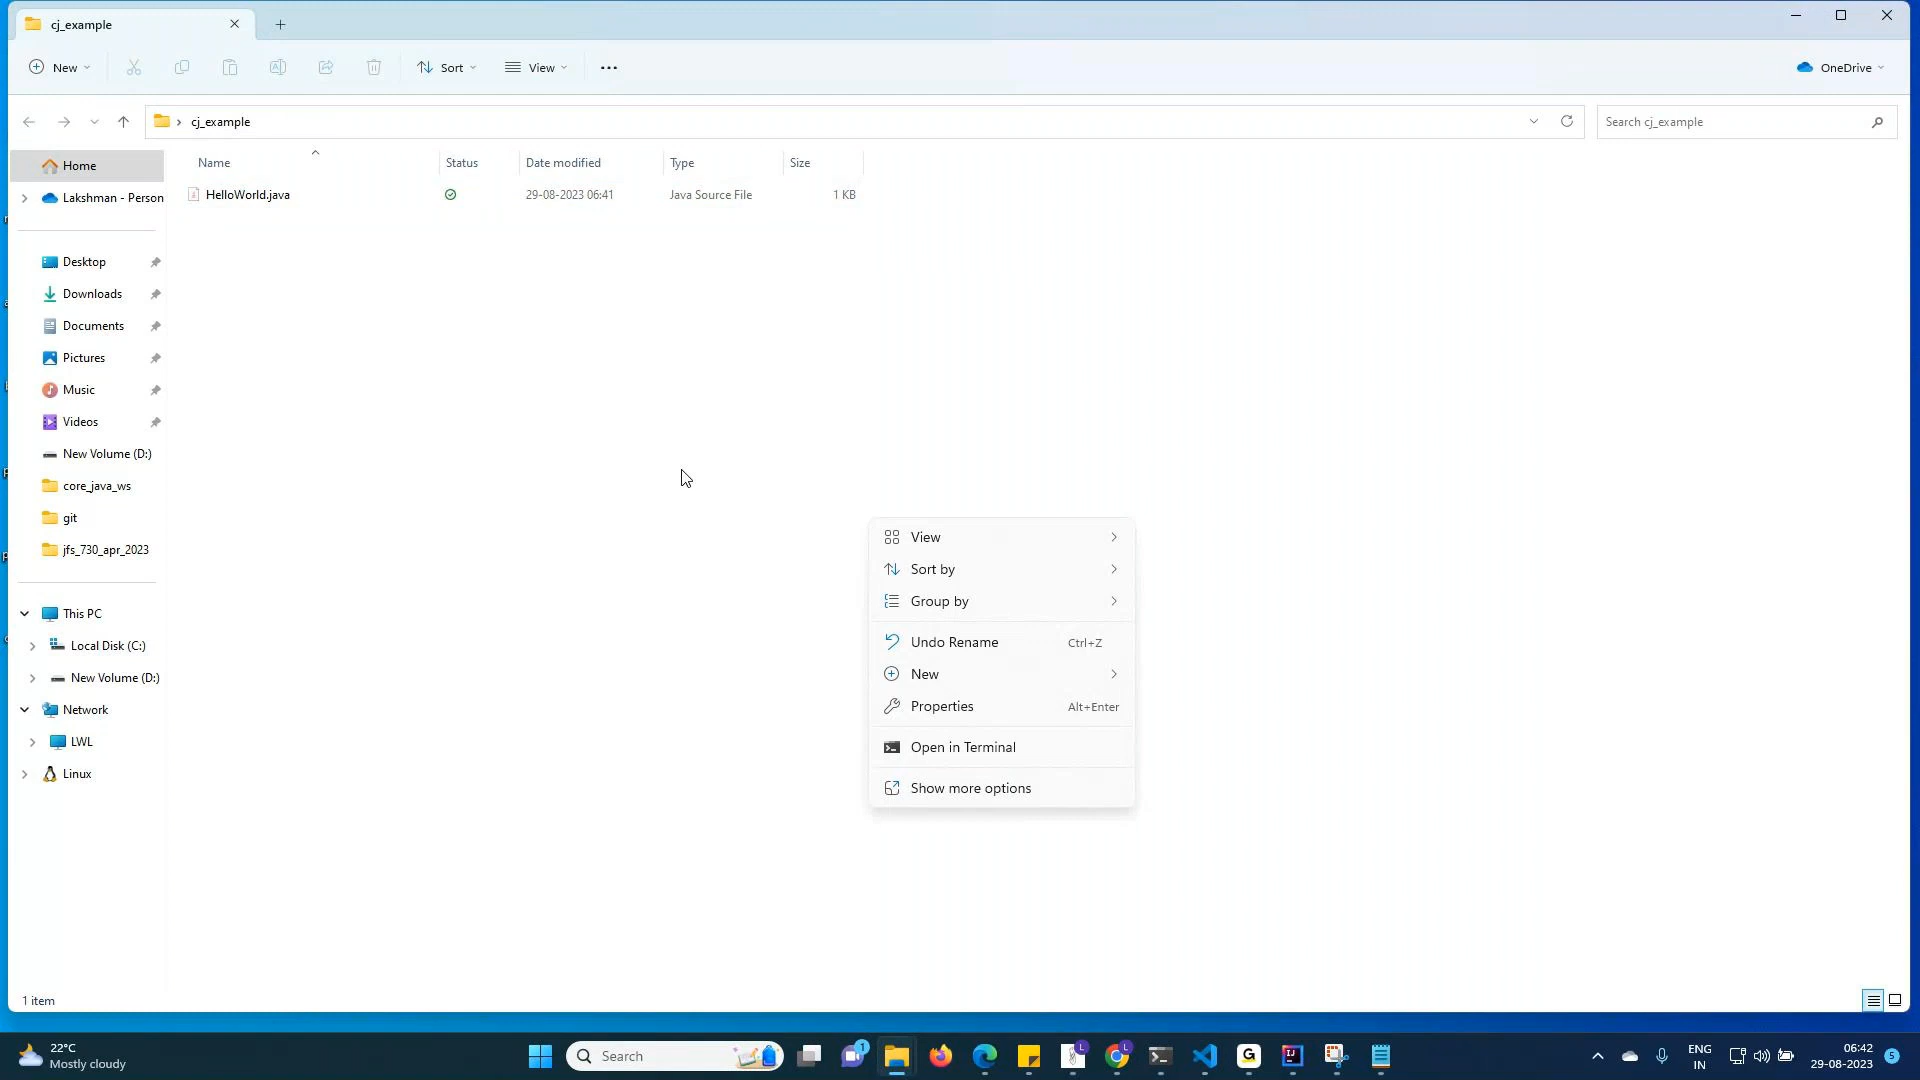 cj_example
New
Sort
View
OneDrive
cj_example
Search cj_example
Name
Status
Date modified
Type
Size
HelloWorld.java
29-08-2023 06:41
Java Source File
1 KB
Home
Lakshman - Person
Desktop
Downloads
Documents
Pictures
Music
Videos
New Volume (D:)
core_java_ws
git
jfs_730_apr_2023
This PC
Local Disk (C:)
New Volume (D:)
Network
LWL
Linux
View
Sort by
Group by
Undo Rename Ctrl+Z
New
Properties Alt+Enter
Open in Terminal
Show more options
1 item
22°C
Mostly cloudy
Search
1
L
L
G
IJ
ENG
IN
06:42
29-08-2023
5